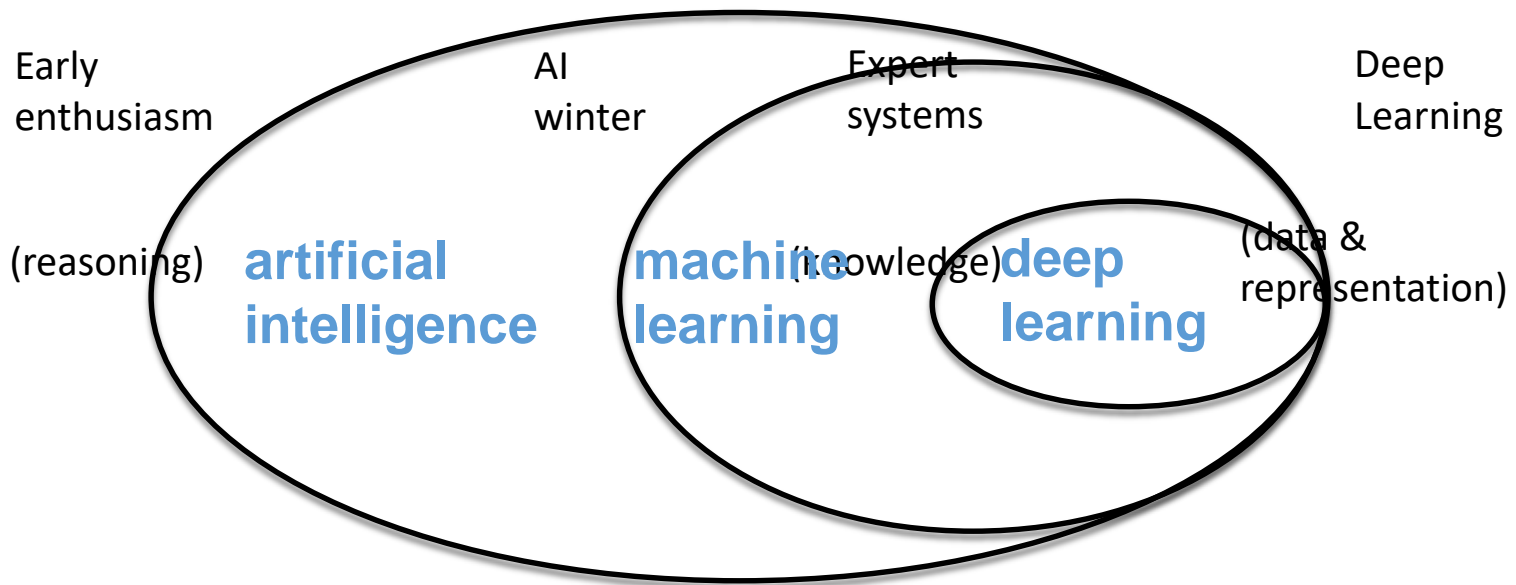 Early
enthusiasm
AI
winter
Expert
systems
Deep
Learning
(reasoning)
artificial
intelligence
machine
learning
(knowledge)
deep
learning
(data &
representation)